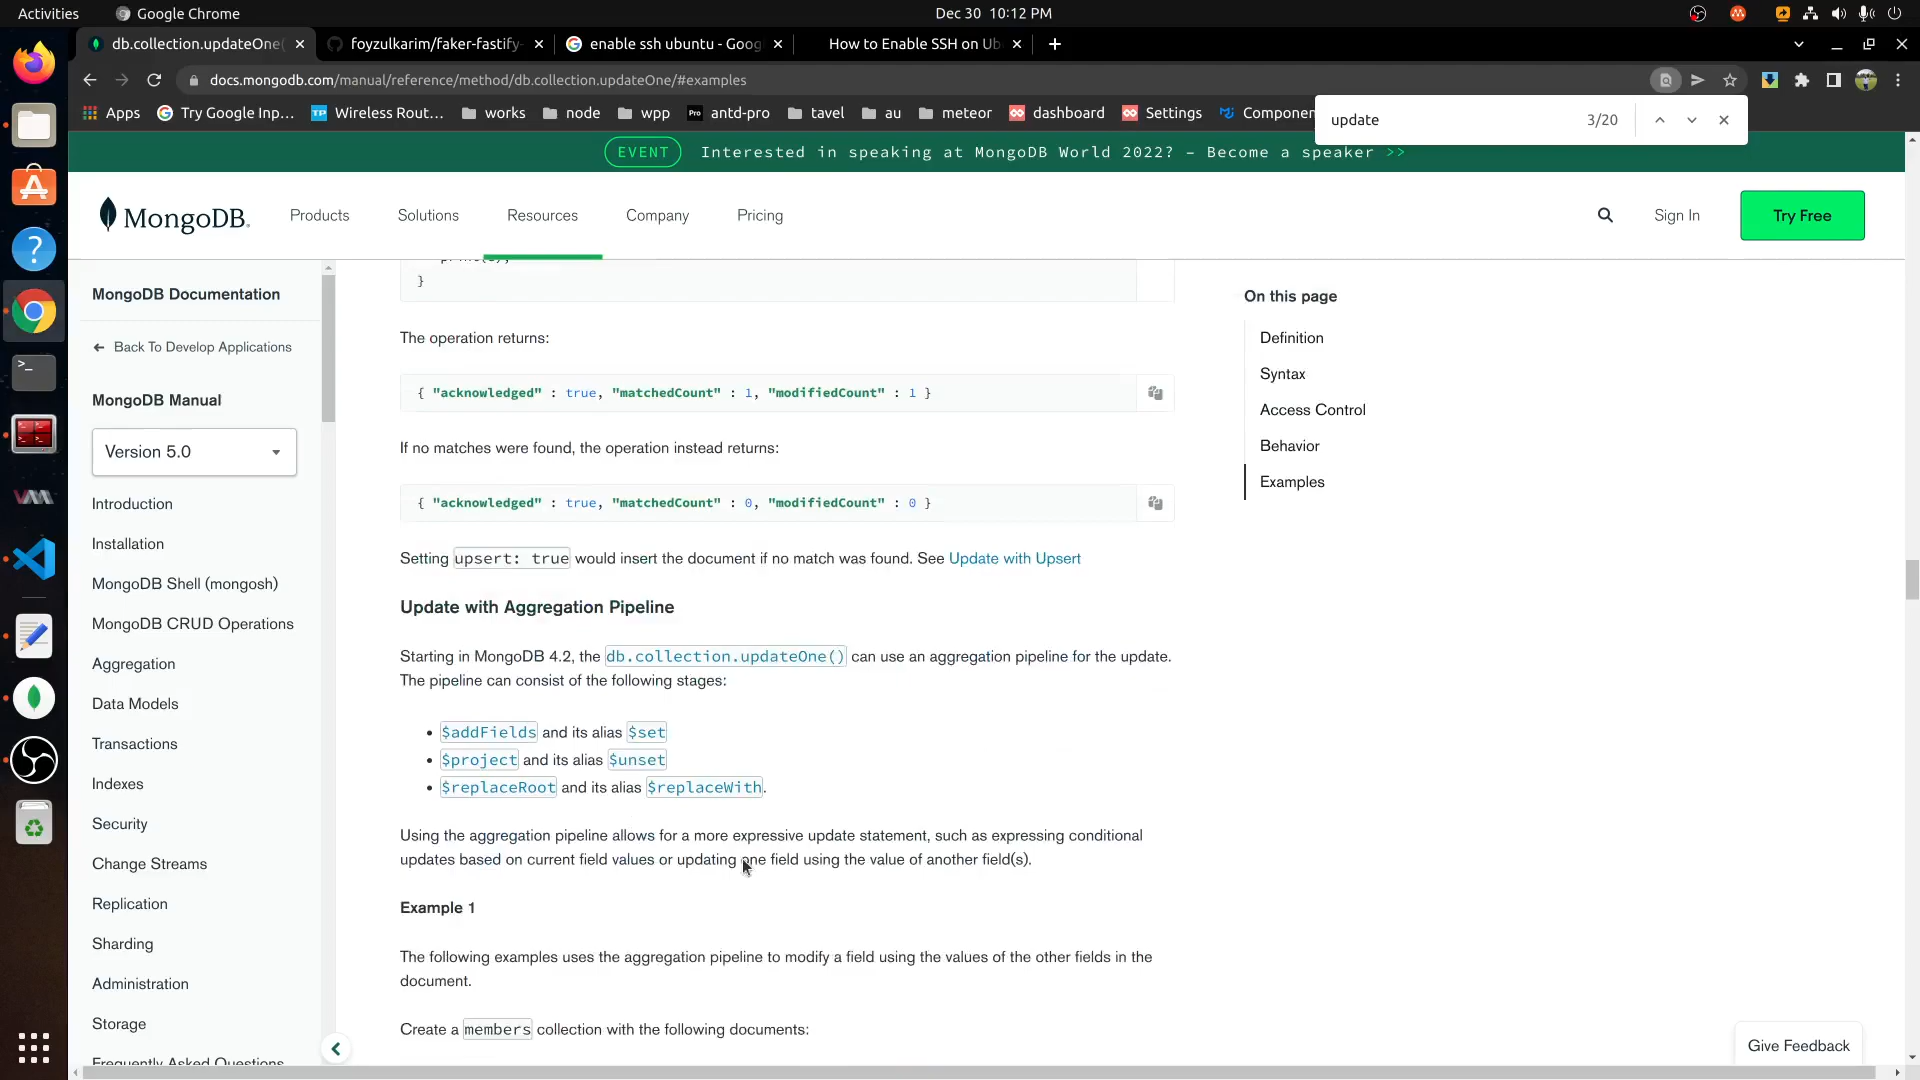 Activities
Google Chrome
Dec 30 10:12 PM
db.collection.updateOne(
foyzulkarim/faker-fastify-
enable ssh ubuntu - Goog
How to Enable SSH on Ub
docs.mongodb.com/manual/reference/method/db.collection.updateOne/#examples
Apps
Try Google Inp...
TP
Wireless Rout...
works
node
wpp
Pro
antd-pro
tavel
au
meteor
dashboard
Settings
Componen
update
3/20
EVENT
Interested in speaking at MongoDB World 2022? – Become a speaker >>
MongoDB.
Products
Solutions
Resources
Company
Pricing
Sign In
Try Free
MongoDB Documentation
Back To Develop Applications
MongoDB Manual
Version 5.0
Introduction
Installation
MongoDB Shell (mongosh)
MongoDB CRUD Operations
Aggregation
Data Models
Transactions
Indexes
Security
Change Streams
Replication
Sharding
Administration
Storage
Frequently Asked Questions
}
The operation returns:
{ "acknowledged" : true, "matchedCount" : 1, "modifiedCount" : 1 }
If no matches were found, the operation instead returns:
{ "acknowledged" : true, "matchedCount" : 0, "modifiedCount" : 0 }
Setting upsert: true would insert the document if no match was found. See Update with Upsert
Update with Aggregation Pipeline
Starting in MongoDB 4.2, the db.collection.updateOne() can use an aggregation pipeline for the update.
The pipeline can consist of the following stages:
• $addFields and its alias $set
• $project and its alias $unset
• $replaceRoot and its alias $replaceWith.
Using the aggregation pipeline allows for a more expressive update statement, such as expressing conditional
updates based on current field values or updating one field using the value of another field(s).
Example 1
The following examples uses the aggregation pipeline to modify a field using the values of the other fields in the
document.
Create a members collection with the following documents:
On this page
Definition
Syntax
Access Control
Behavior
Examples
Give Feedback